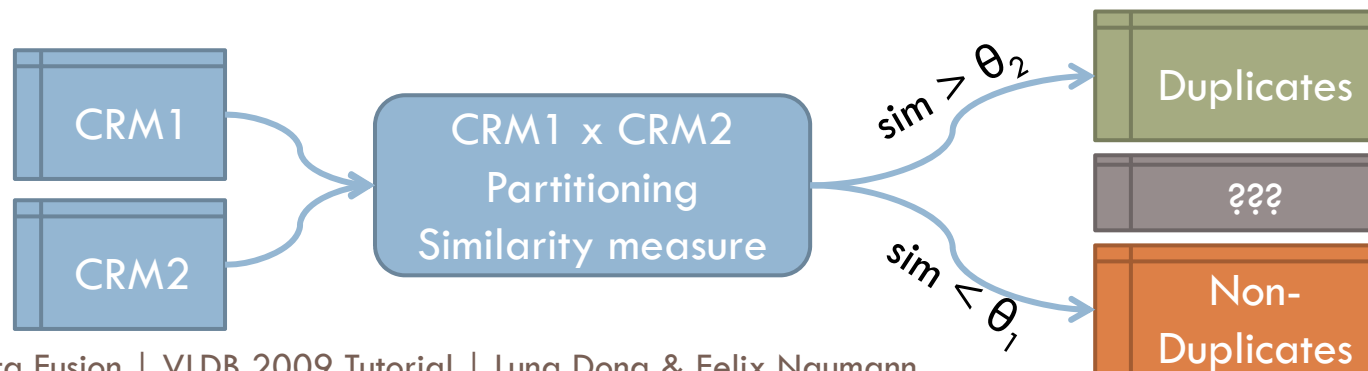 CRM1
CRM2
CRM1 x CRM2
Partitioning
Similarity measure
sim > θ₂
sim < θ₁
Duplicates
???
Non-
Duplicates
Fusion | VLDB 2009 Tutorial | Luna Dong & Felix Naumann